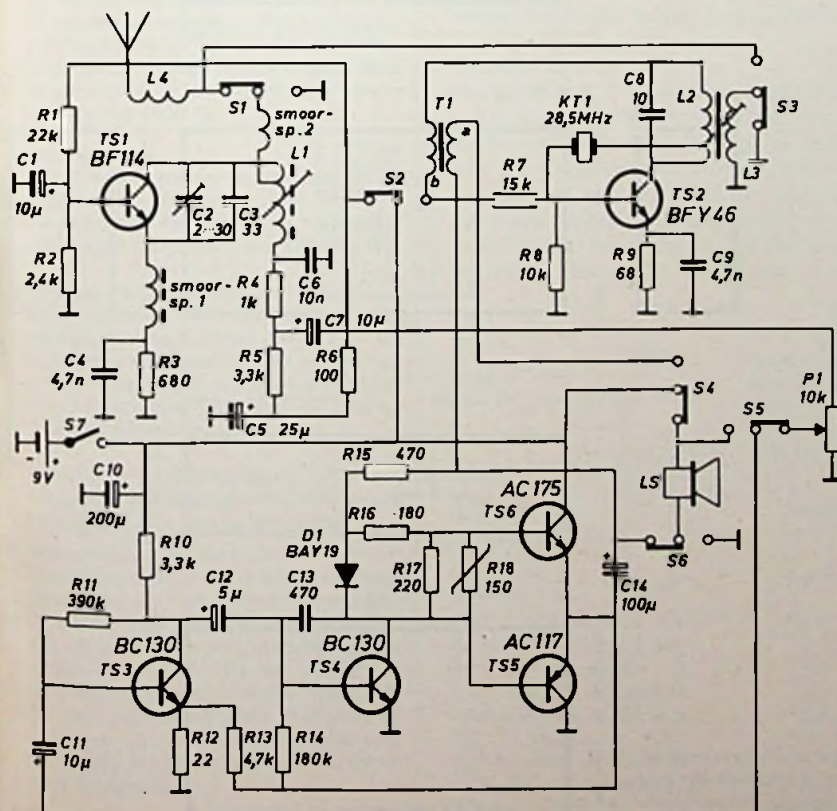 L4
S1
smoor-
sp.2
R1
22k
TS1
BF114
C1
+
10µ
L1
C2
2-30
C3
33
S2
R2
2,4k
smoor-
sp.1
R4
1k
C6
10n
C7 10µ
+
C4
4,7n
R3
680
R5
3,3k
R6
100
+
C5 25µ
T1
a
b
KT1
28,5MHz
C8
10
L2
S3
L3
R7
15k
TS2
BFY46
R8
10k
R9
68
C9
4,7n
S4
S5
P1
10k
LS
S6
S7
- +
9V
C10
+
200µ
R15 470
R16 180
D1
BAY19
AC175
TS6
R17
220
R18
150
+
C14
100µ
R10
3,3k
R11
390k
C12
+ 5µ
C13
470
BC130
TS3
BC130
TS4
AC117
TS5
C11
10µ
+
R12
22
R13
4,7k
R14
180k